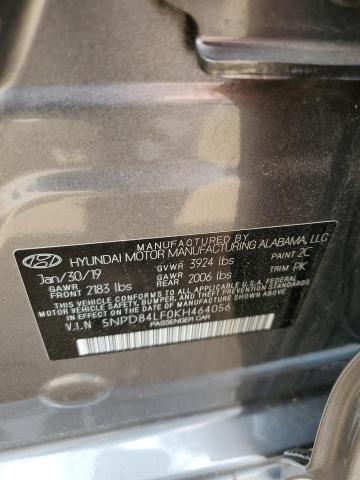 MANUFACTURED BY
HYUNDAI MOTOR MANUFACTURING ALABAMA, LLC
Jan/30/19 GVWR 3924 lbs PAINT 2C
GAWR FRONT 2183 lbs GAWR REAR 2006 lbs TRIM PK
THIS VEHICLE CONFORMS TO ALL APPLICABLE U.S.A. FEDERAL
MOTOR VEHICLE SAFETY, BUMPER, AND THEFT PREVENTION
STANDARDS IN EFFECT ON THE DATE OF MANUFACTURE SHOWN ABOVE.
V.I.N 5NPD84LF0KH464056
PASSENGER CAR